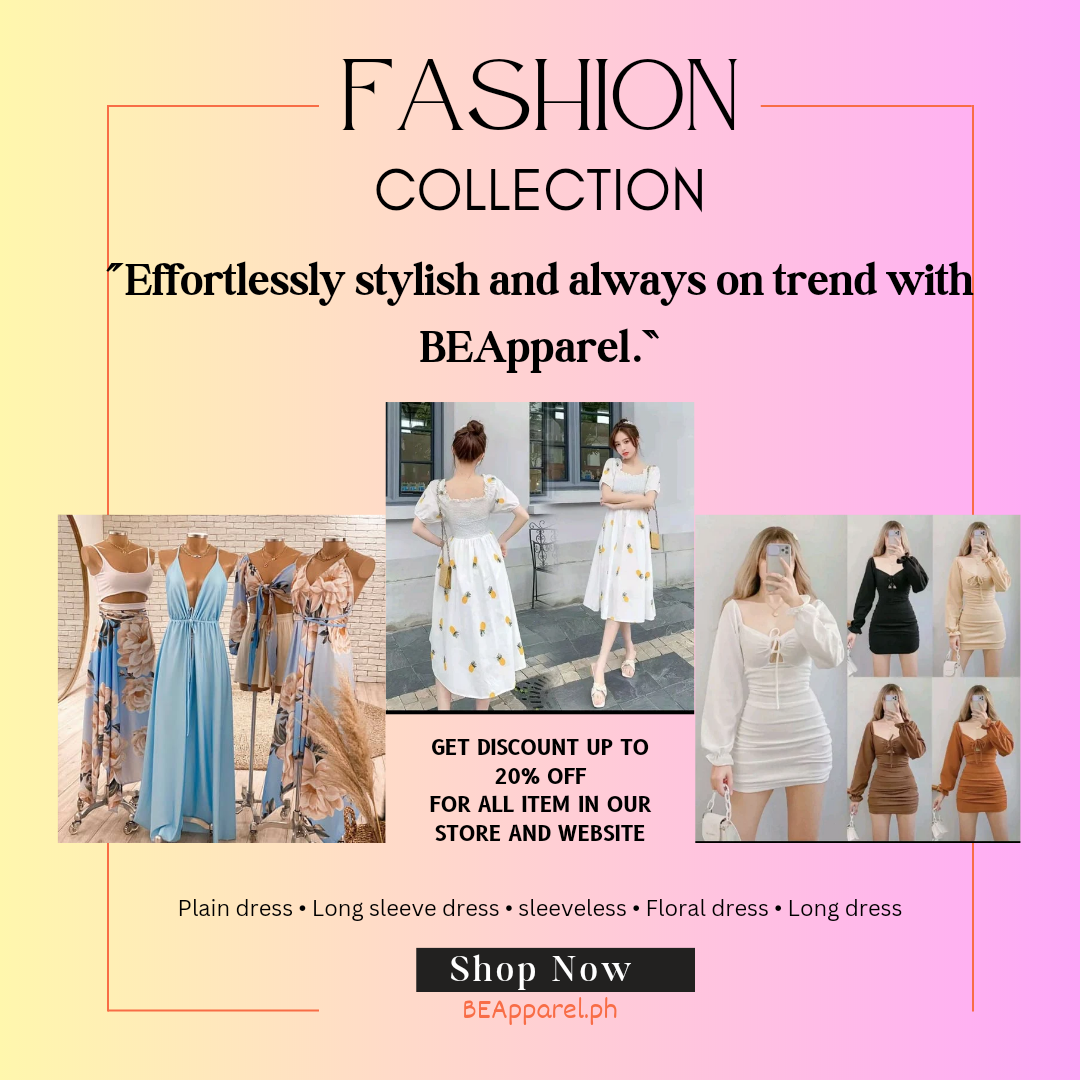 FASHION
COLLECTION
"Effortlessly stylish and always on trend with
BEApparel.``
GET DISCOUNT UP TO
20% OFF
FOR ALL ITEM IN OUR
STORE AND WEBSITE
Plain dress • Long sleeve dress • sleeveless • Floral dress • Long dress
Shop Now
BEApparel.ph